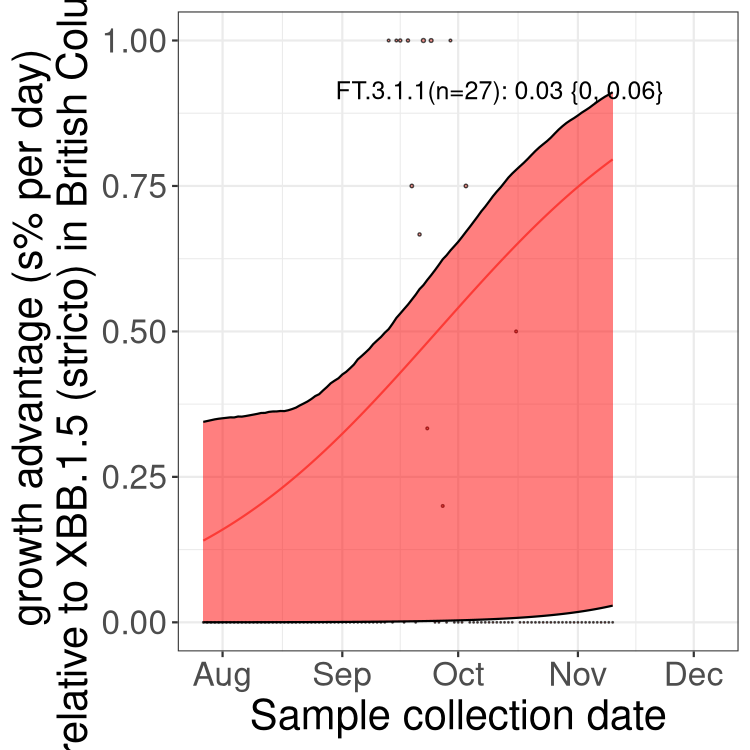 growth advantage (s% per day)
relative to XBB.1.5 (stricto) in British Colu
1.00
0.75
0.50
0.25
0.00
FT.3.1.1(n=27): 0.03 {0, 0.06}
Aug Sep Oct Nov Dec
Sample collection date